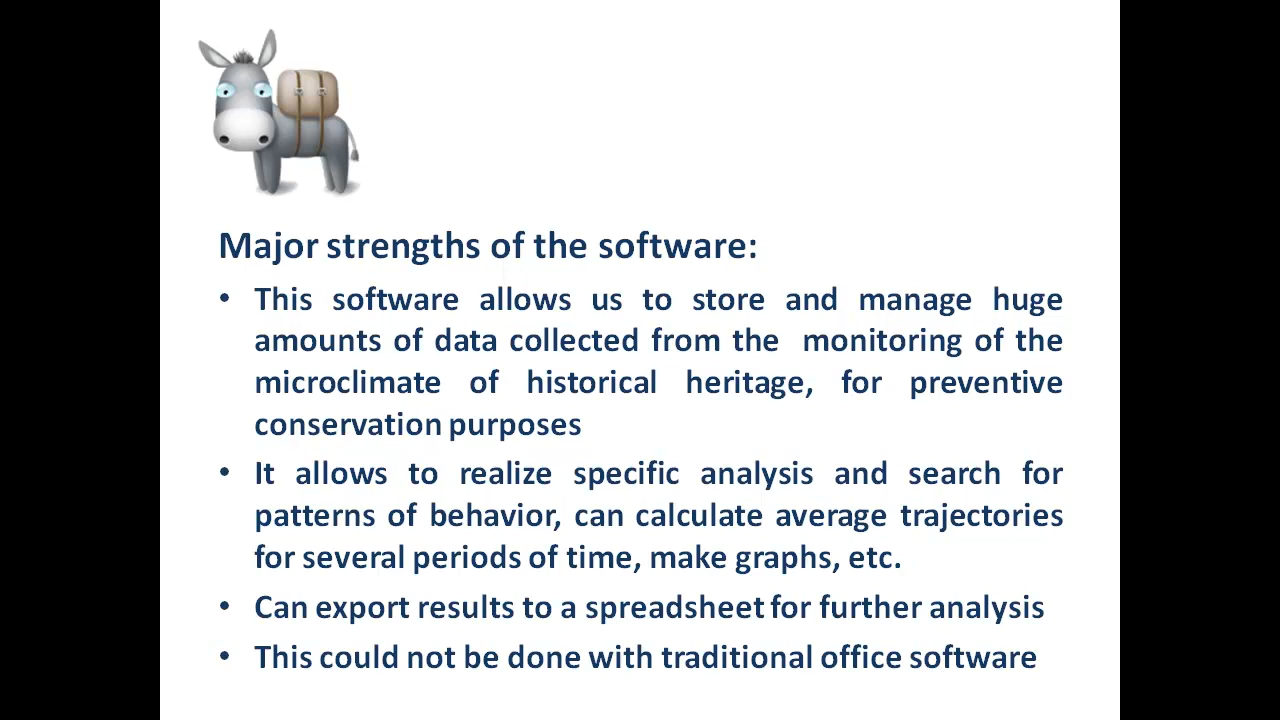 Major strengths of the software:
• This software allows us to store and manage huge
amounts of data collected from the monitoring of the
microclimate of historical heritage, for preventive
conservation purposes
• It allows to realize specific analysis and search for
patterns of behavior, can calculate average trajectories
for several periods of time, make graphs, etc.
• Can export results to a spreadsheet for further analysis
• This could not be done with traditional office software